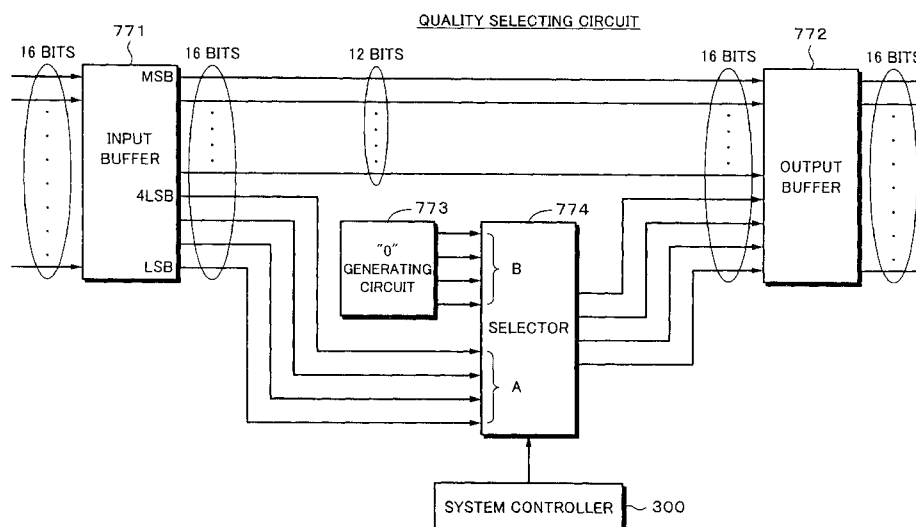 QUALITY SELECTING CIRCUIT
771
772
16 BITS
16 BITS
12 BITS
16 BITS
16 BITS
MSB
INPUT
BUFFER
4LSB
LSB
OUTPUT
BUFFER
773
774
"0"
GENERATING
CIRCUIT
B
SELECTOR
A
SYSTEM CONTROLLER
300